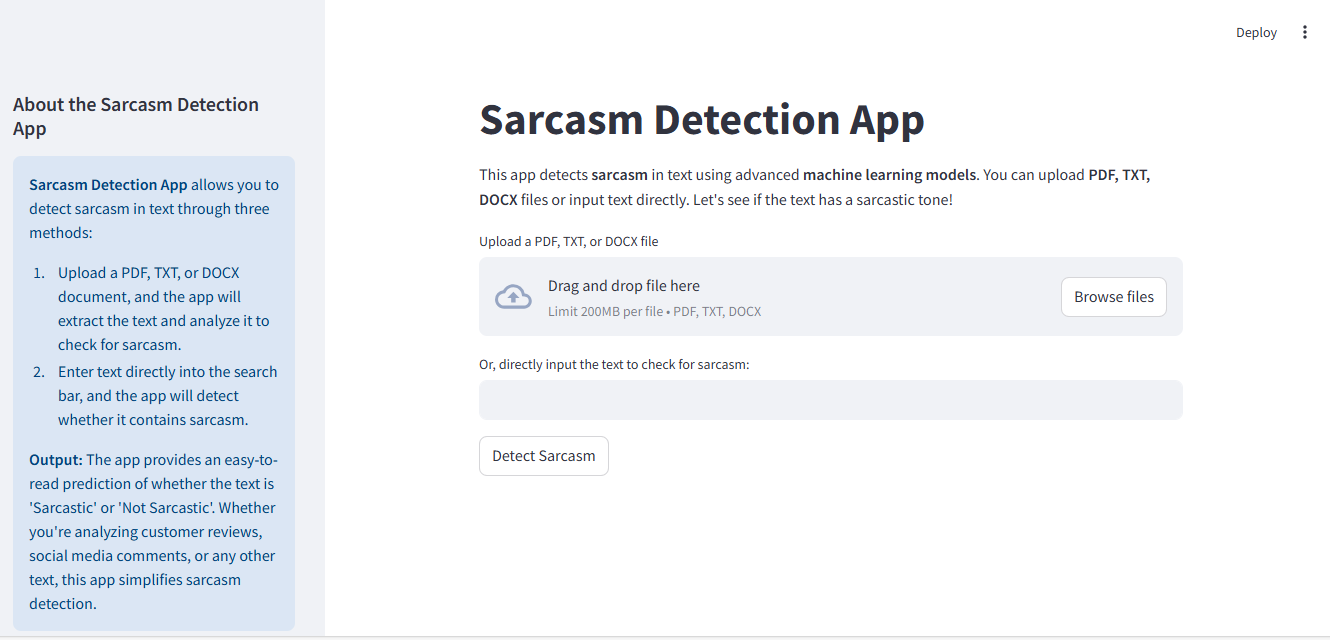 Deploy
About the Sarcasm Detection
App
Sarcasm Detection App allows you to
detect sarcasm in text through three
methods:
1. Upload a PDF, TXT, or DOCX
document, and the app will
extract the text and analyze it to
check for sarcasm.
2. Enter text directly into the search
bar, and the app will detect
whether it contains sarcasm.
Output: The app provides an easy-to-
read prediction of whether the text is
'Sarcastic' or 'Not Sarcastic'. Whether
you're analyzing customer reviews,
social media comments, or any other
text, this app simplifies sarcasm
detection.
Sarcasm Detection App
This app detects sarcasm in text using advanced machine learning models. You can upload PDF, TXT,
DOCX files or input text directly. Let's see if the text has a sarcastic tone!
Upload a PDF, TXT, or DOCX file
Drag and drop file here
Limit 200MB per file • PDF, TXT, DOCX
Browse files
Or, directly input the text to check for sarcasm:
Detect Sarcasm